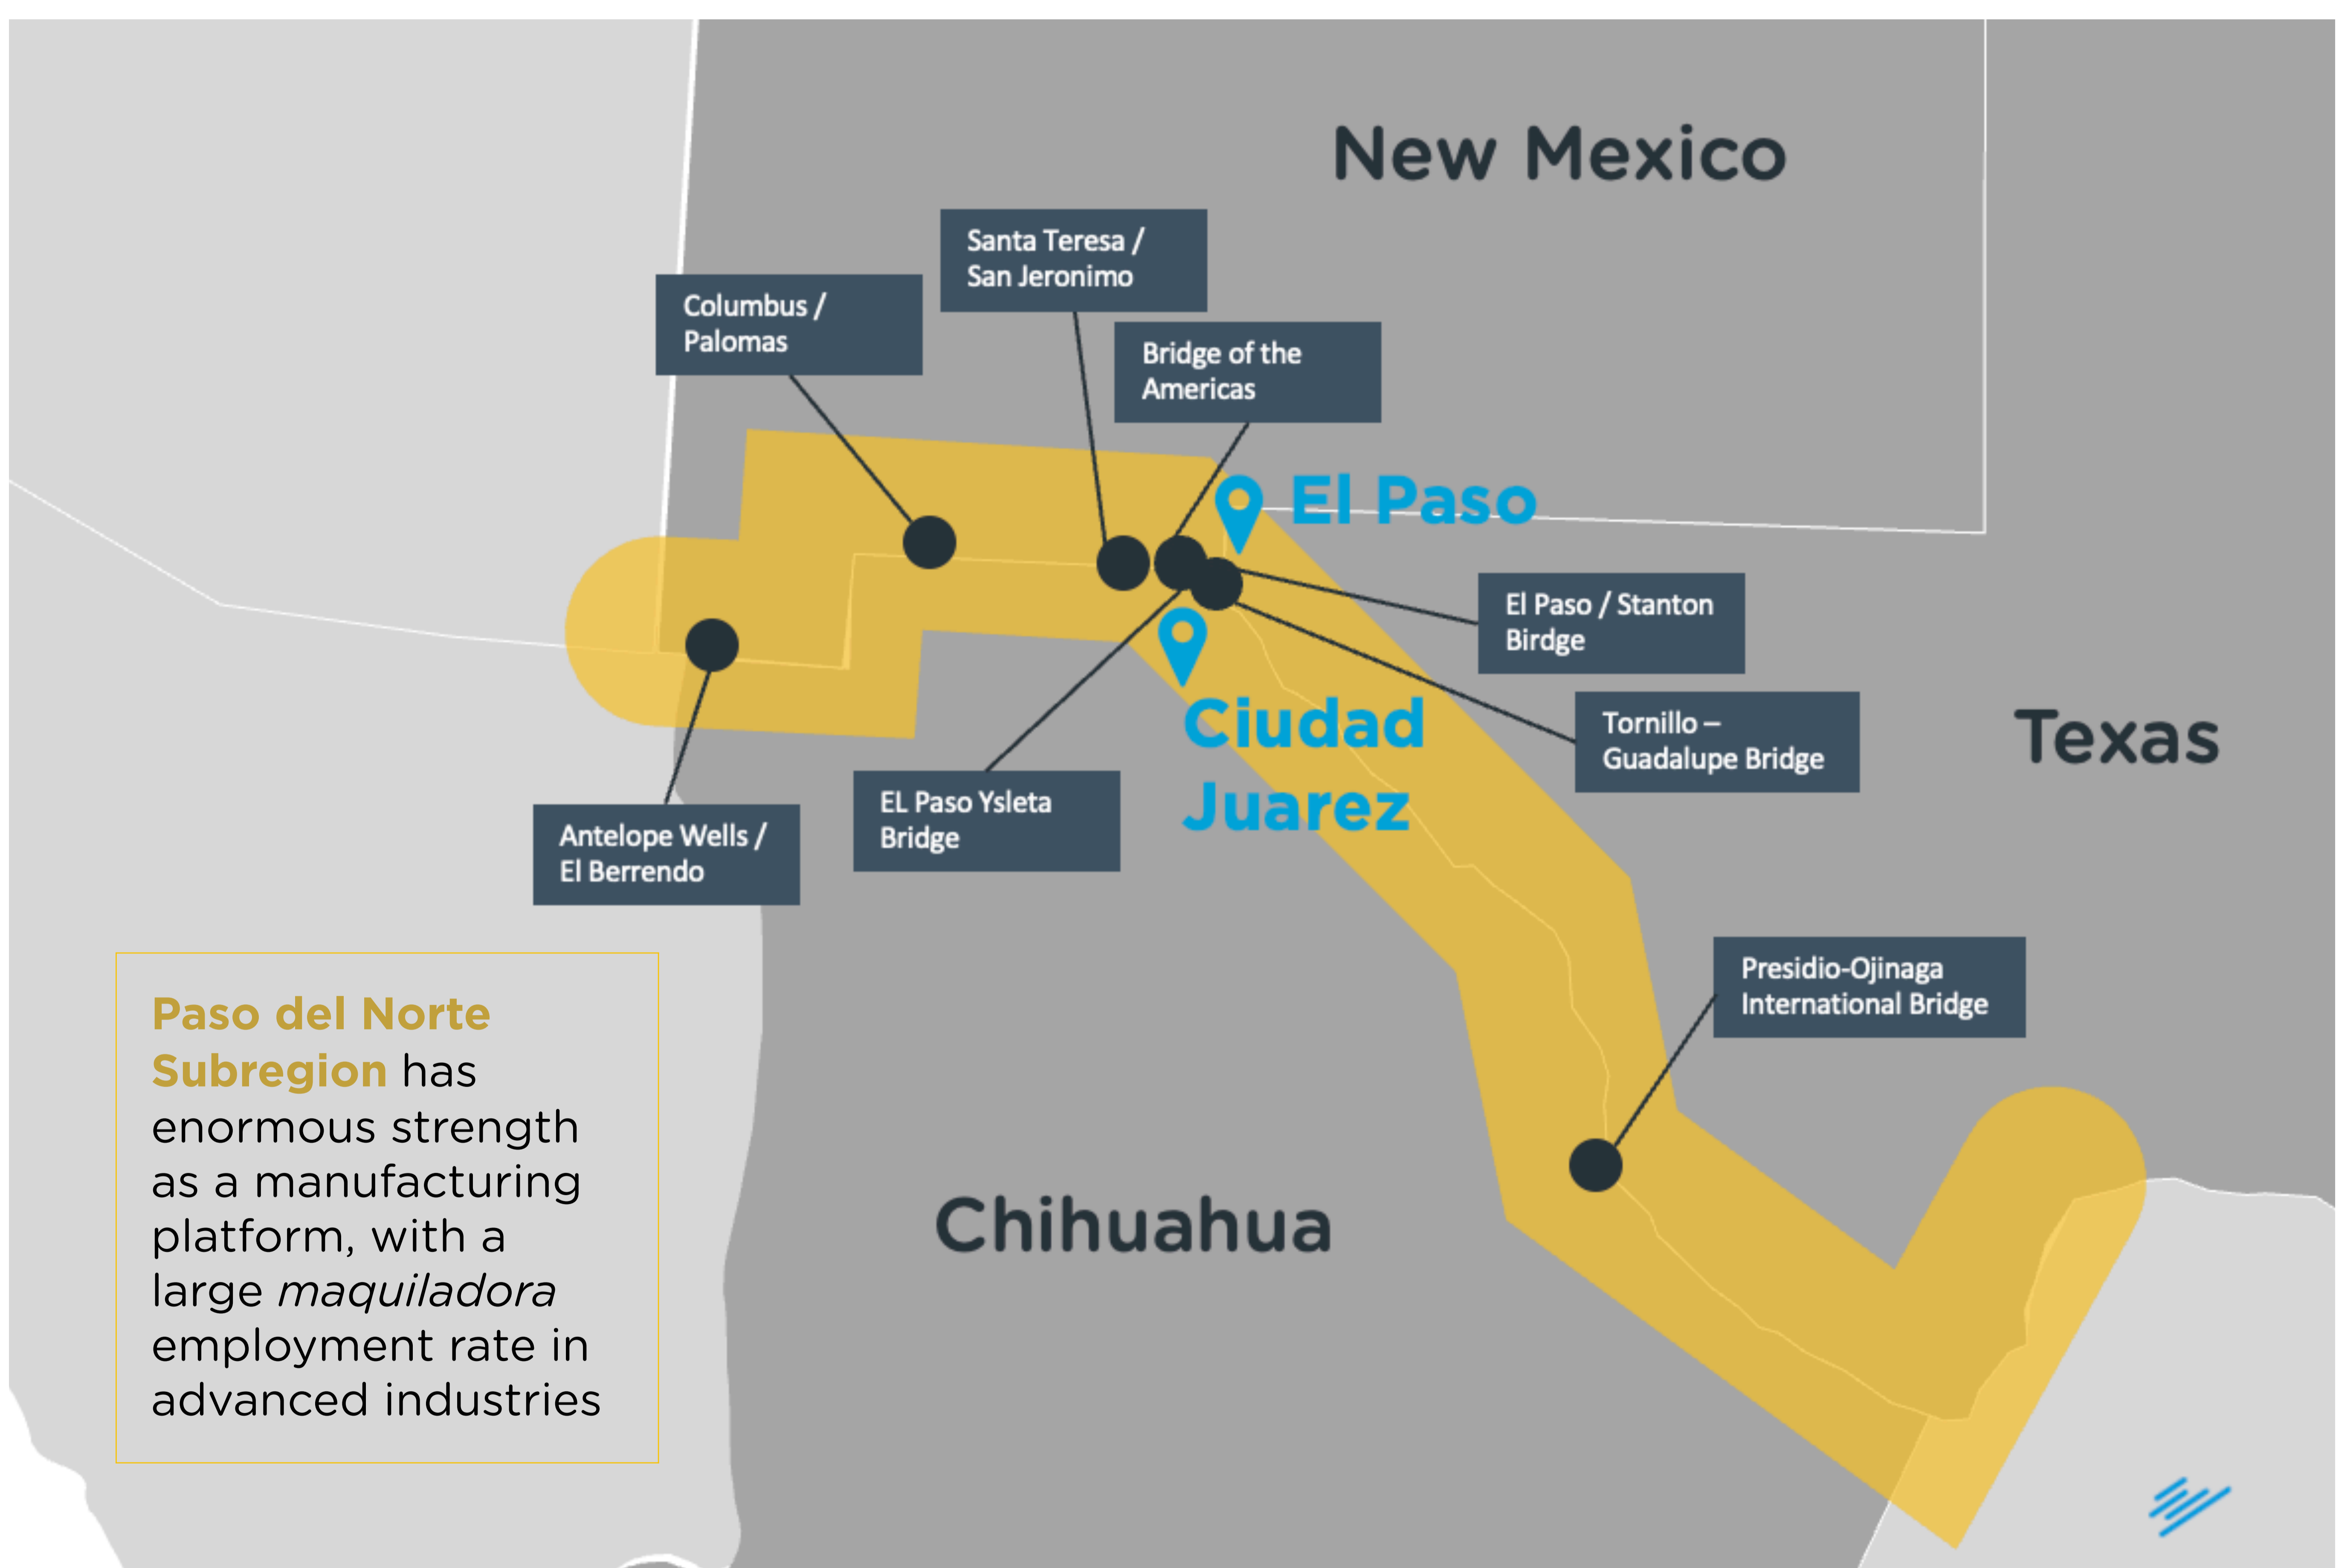 New Mexico
Santa Teresa /
San Jeronimo
Columbus /
Palomas
Bridge of the
Americas
El Paso
El Paso / Stanton
Birdge
Ciudad
Juarez
Tornillo –
Guadalupe Bridge
Texas
EL Paso Ysleta
Bridge
Antelope Wells /
El Berrendo
Presidio-Ojinaga
International Bridge
Chihuahua
Paso del Norte
Subregion has
enormous strength
as a manufacturing
platform, with a
large maquiladora
employment rate in
advanced industries